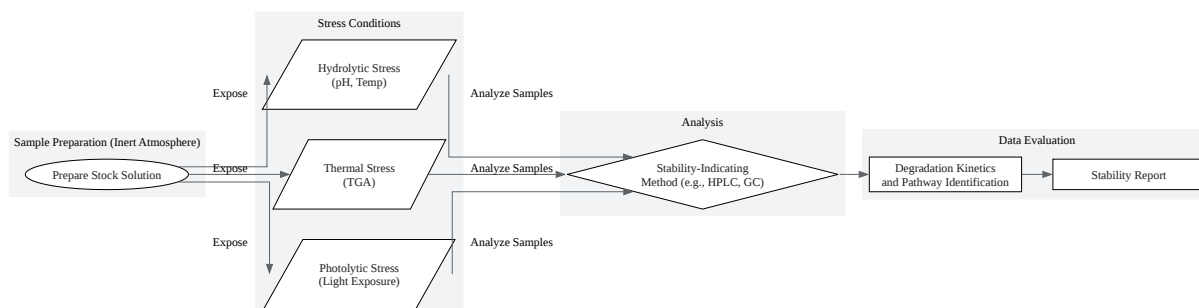 Stress Conditions
Hydrolytic Stress
(pH, Temp)
Expose
Analyze Samples
Sample Preparation (Inert Atmosphere)
Prepare Stock Solution
Expose
Thermal Stress
(TGA)
Analyze Samples
Analysis
Stability-Indicating
Method (e.g., HPLC, GC)
Data Evaluation
Degradation Kinetics
and Pathway Identification
Stability Report
Expose
Photolytic Stress
(Light Exposure)
Analyze Samples